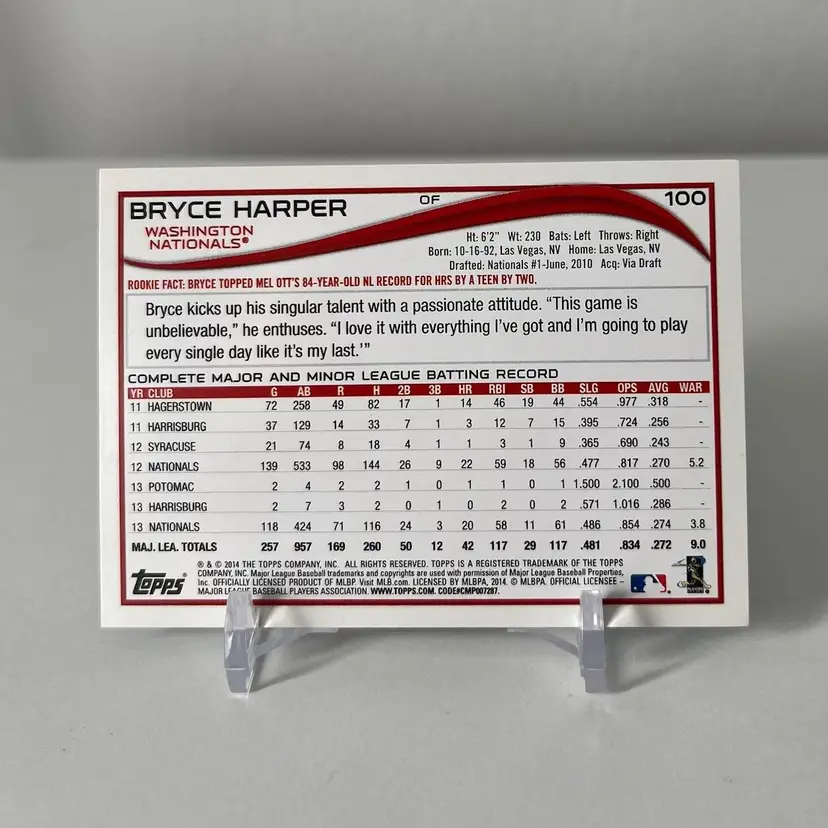 BRYCE HARPER OF 100
WASHINGTON
NATIONALS®
Ht: 6'2" Wt: 230 Bats: Left Throws: Right
Born: 10-16-92, Las Vegas, NV Home: Las Vegas, NV
Drafted: Nationals #1-June, 2010 Acq: Via Draft
ROOKIE FACT: BRYCE TOPPED MEL OTT'S 84-YEAR-OLD NL RECORD FOR HRS BY A TEEN BY TWO.
Bryce kicks up his singular talent with a passionate attitude. “This game is
unbelievable,” he enthuses. “I love it with everything I’ve got and I’m going to play
every single day like it’s my last.’”
COMPLETE MAJOR AND MINOR LEAGUE BATTING RECORD
YR CLUB G AB R H 2B 3B HR RBI SB BB SLG OPS AVG WAR
11 HAGERSTOWN 72 258 49 82 17 1 14 46 19 44 .554 .977 .318 -
11 HARRISBURG 37 129 14 33 7 1 3 12 7 15 .395 .724 .256 -
12 SYRACUSE 21 74 8 18 4 1 1 3 1 9 .365 .690 .243 -
12 NATIONALS 139 533 98 144 26 9 22 59 18 56 .477 .817 .270 5.2
13 POTOMAC 2 4 2 2 1 0 1 1 0 1 1.500 2.100 .500 -
13 HARRISBURG 2 7 3 2 0 1 0 2 0 2 .571 1.016 .286 -
13 NATIONALS 118 424 71 116 24 3 20 58 11 61 .486 .854 .274 3.8
MAJ. LEA. TOTALS 257 957 169 260 50 12 42 117 29 117 .481 .834 .272 9.0
® & © 2014 THE TOPPS COMPANY, INC. ALL RIGHTS RESERVED. TOPPS IS A REGISTERED TRADEMARK OF THE TOPPS
COMPANY, INC. Major League Baseball trademarks and copyrights are used with permission of Major League Baseball Properties,
Inc. OFFICIALLY LICENSED PRODUCT OF MLBP Visit MLB.com. LICENSED BY MLBPA, 2014. © MLBPA. OFFICIAL LICENSEE –
MAJOR LEAGUE BASEBALL PLAYERS ASSOCIATION. WWW.TOPPS.COM. CODE#CMP007287.
Topps®